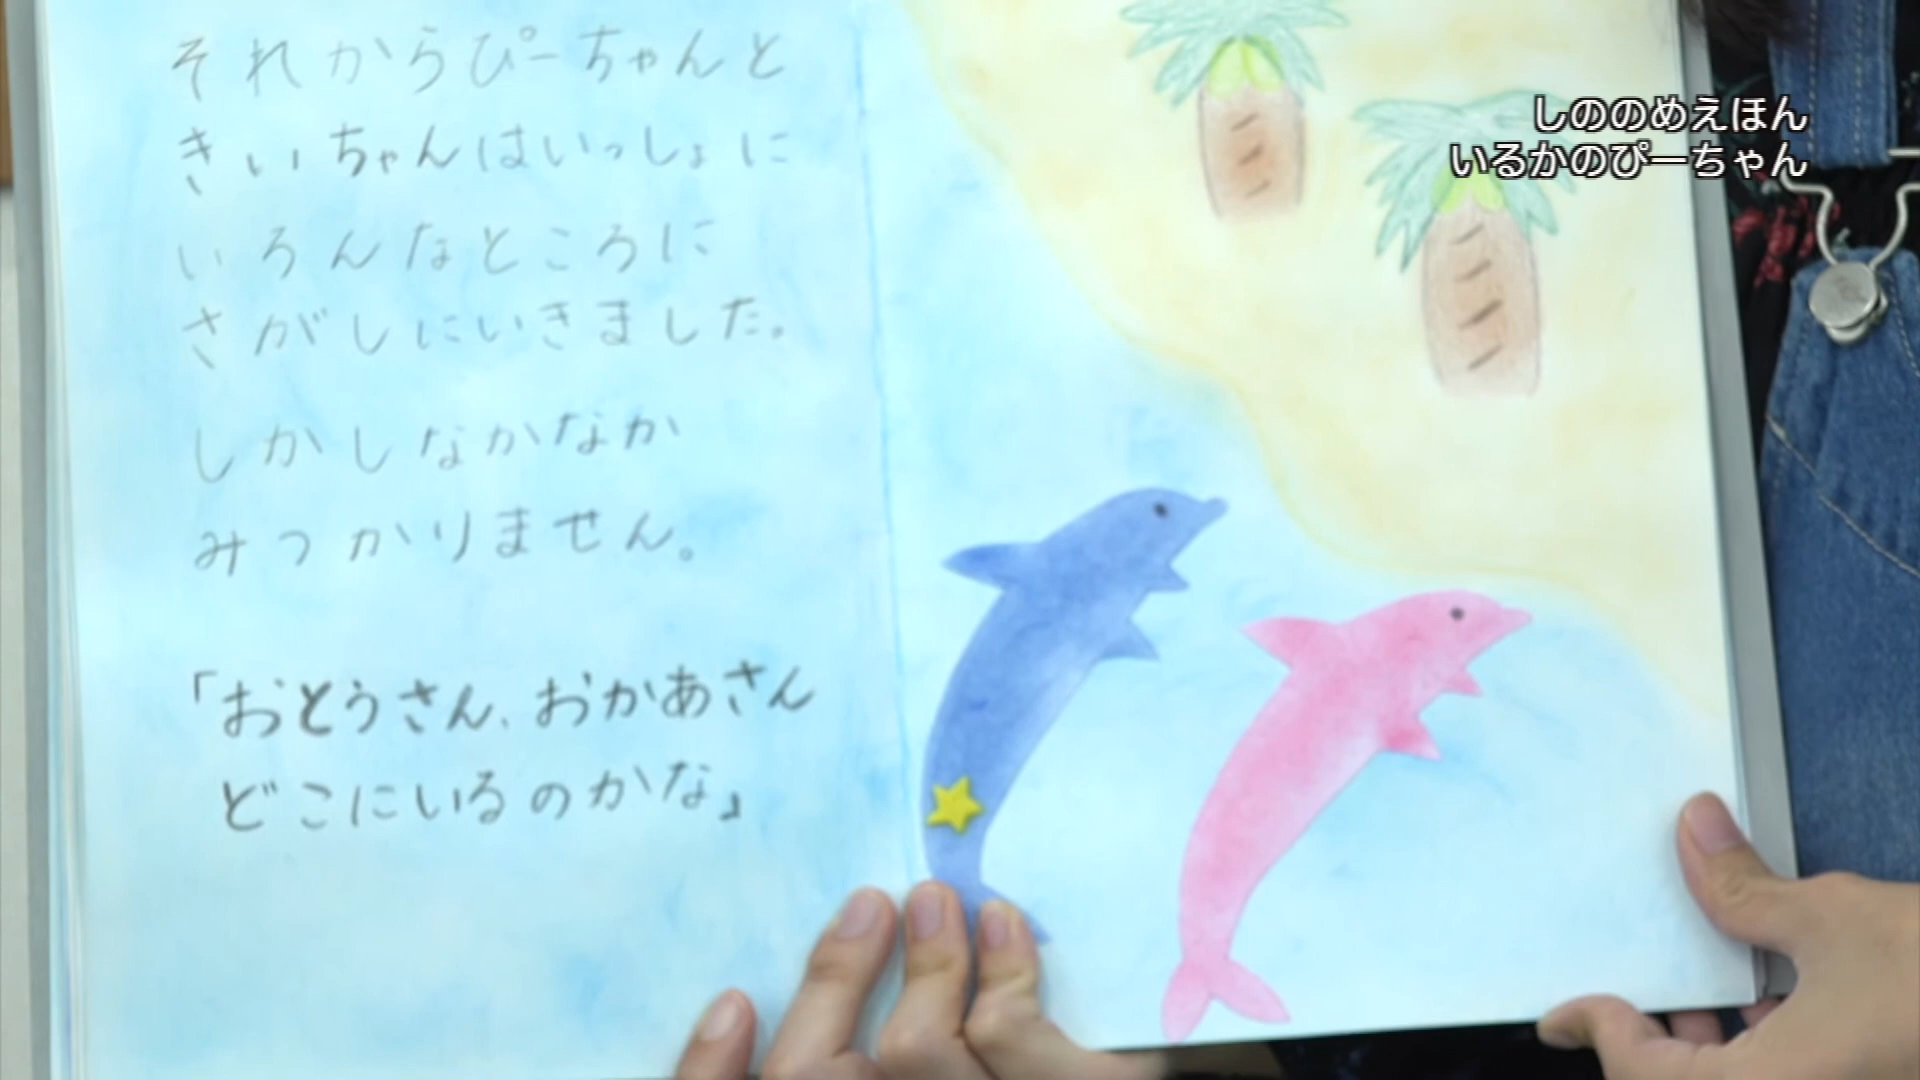 それからぴーちゃんと
きいちゃんはいっしょに
いろんなところに
さがしにいきました。
しかしなかなか
みつかりません。
「おとうさん、おかあさん
どこにいるのかな」
しののめえほん
いるかのぴーちゃん